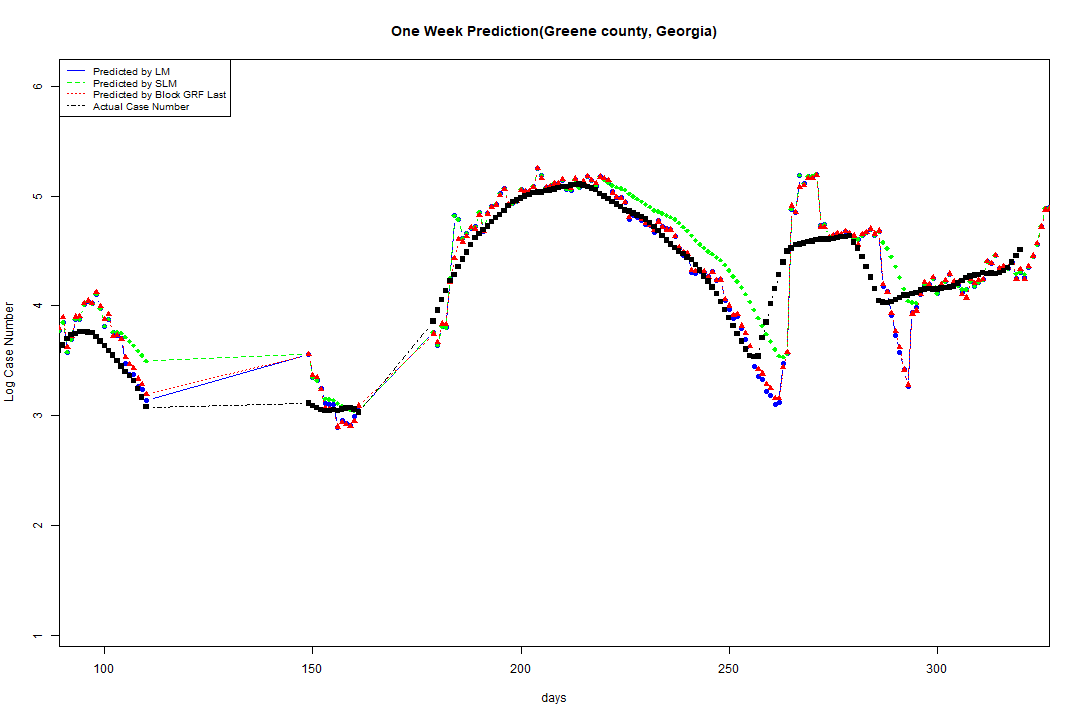 One Week Prediction(Greene county, Georgia)
Predicted by LM
Predicted by SLM
Predicted by Block GRF Last
Actual Case Number
6
5
4
3
2
1
Log Case Number
100 150 200 250 300
days